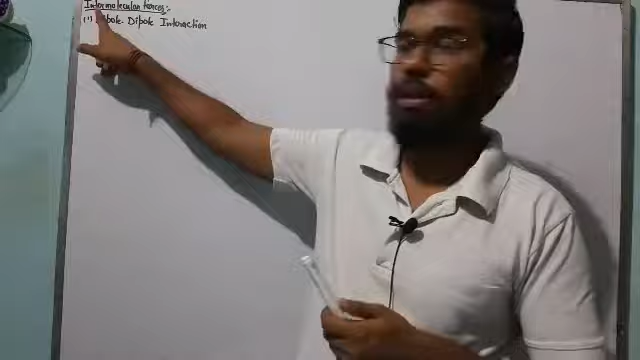 Intermolecular Forces:-
(1) Dipole-Dipole Interaction